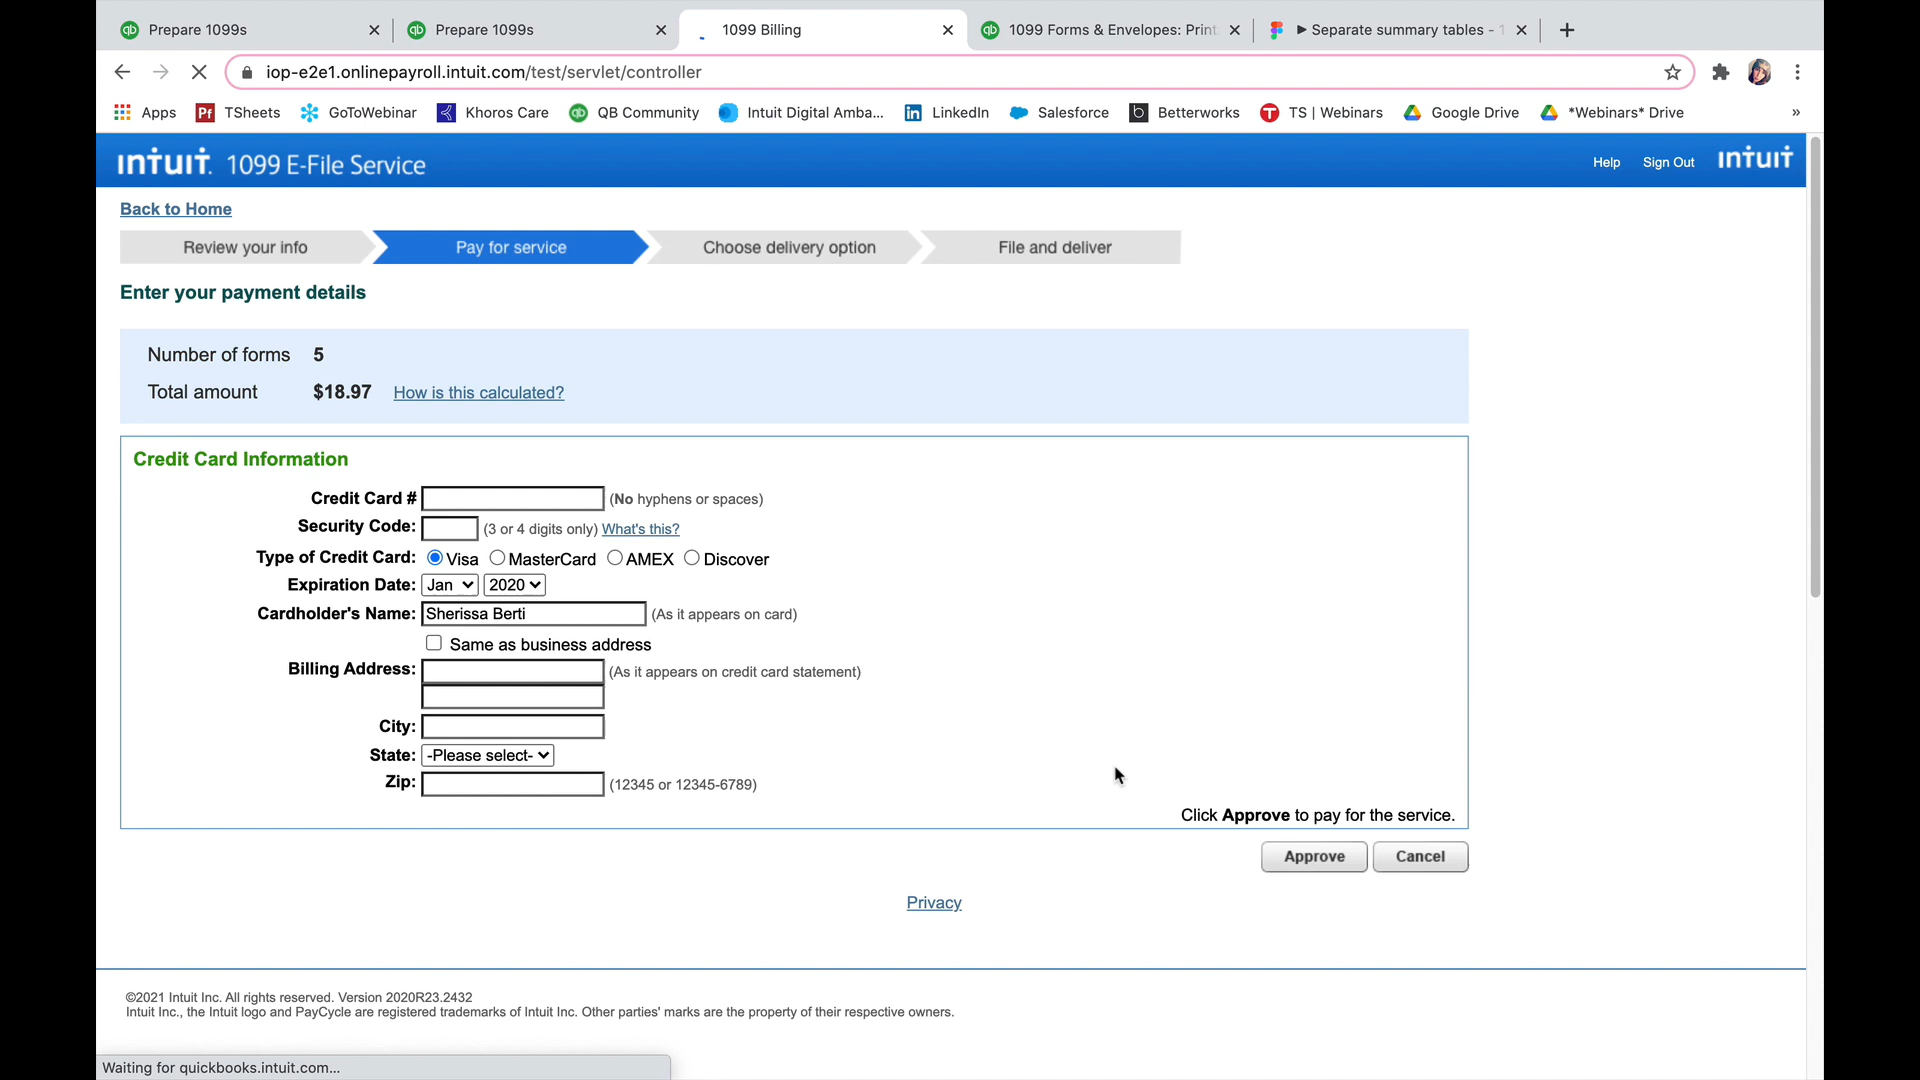 Prepare 1099s
Prepare 1099s
1099 Billing
1099 Forms & Envelopes: Print
▶ Separate summary tables - 1
iop-e2e1.onlinepayroll.intuit.com/test/servlet/controller
Apps
TSheets
GoToWebinar
Khoros Care
QB Community
Intuit Digital Amba...
LinkedIn
Salesforce
Betterworks
TS | Webinars
Google Drive
*Webinars* Drive
»
intuit. 1099 E-File Service
Help
Sign Out
intuit
Back to Home
Review your info
Pay for service
Choose delivery option
File and deliver
Enter your payment details
Number of forms 5
Total amount $18.97 How is this calculated?
Credit Card Information
Credit Card # (No hyphens or spaces)
Security Code: (3 or 4 digits only) What's this?
Type of Credit Card: Visa MasterCard AMEX Discover
Expiration Date: Jan 2020
Cardholder's Name: Sherissa Berti (As it appears on card)
Same as business address
Billing Address: (As it appears on credit card statement)
City:
State: -Please select-
Zip: (12345 or 12345-6789)
Click Approve to pay for the service.
Approve
Cancel
Privacy
©2021 Intuit Inc. All rights reserved. Version 2020R23.2432
Intuit Inc., the Intuit logo and PayCycle are registered trademarks of Intuit Inc. Other parties' marks are the property of their respective owners.
Waiting for quickbooks.intuit.com...